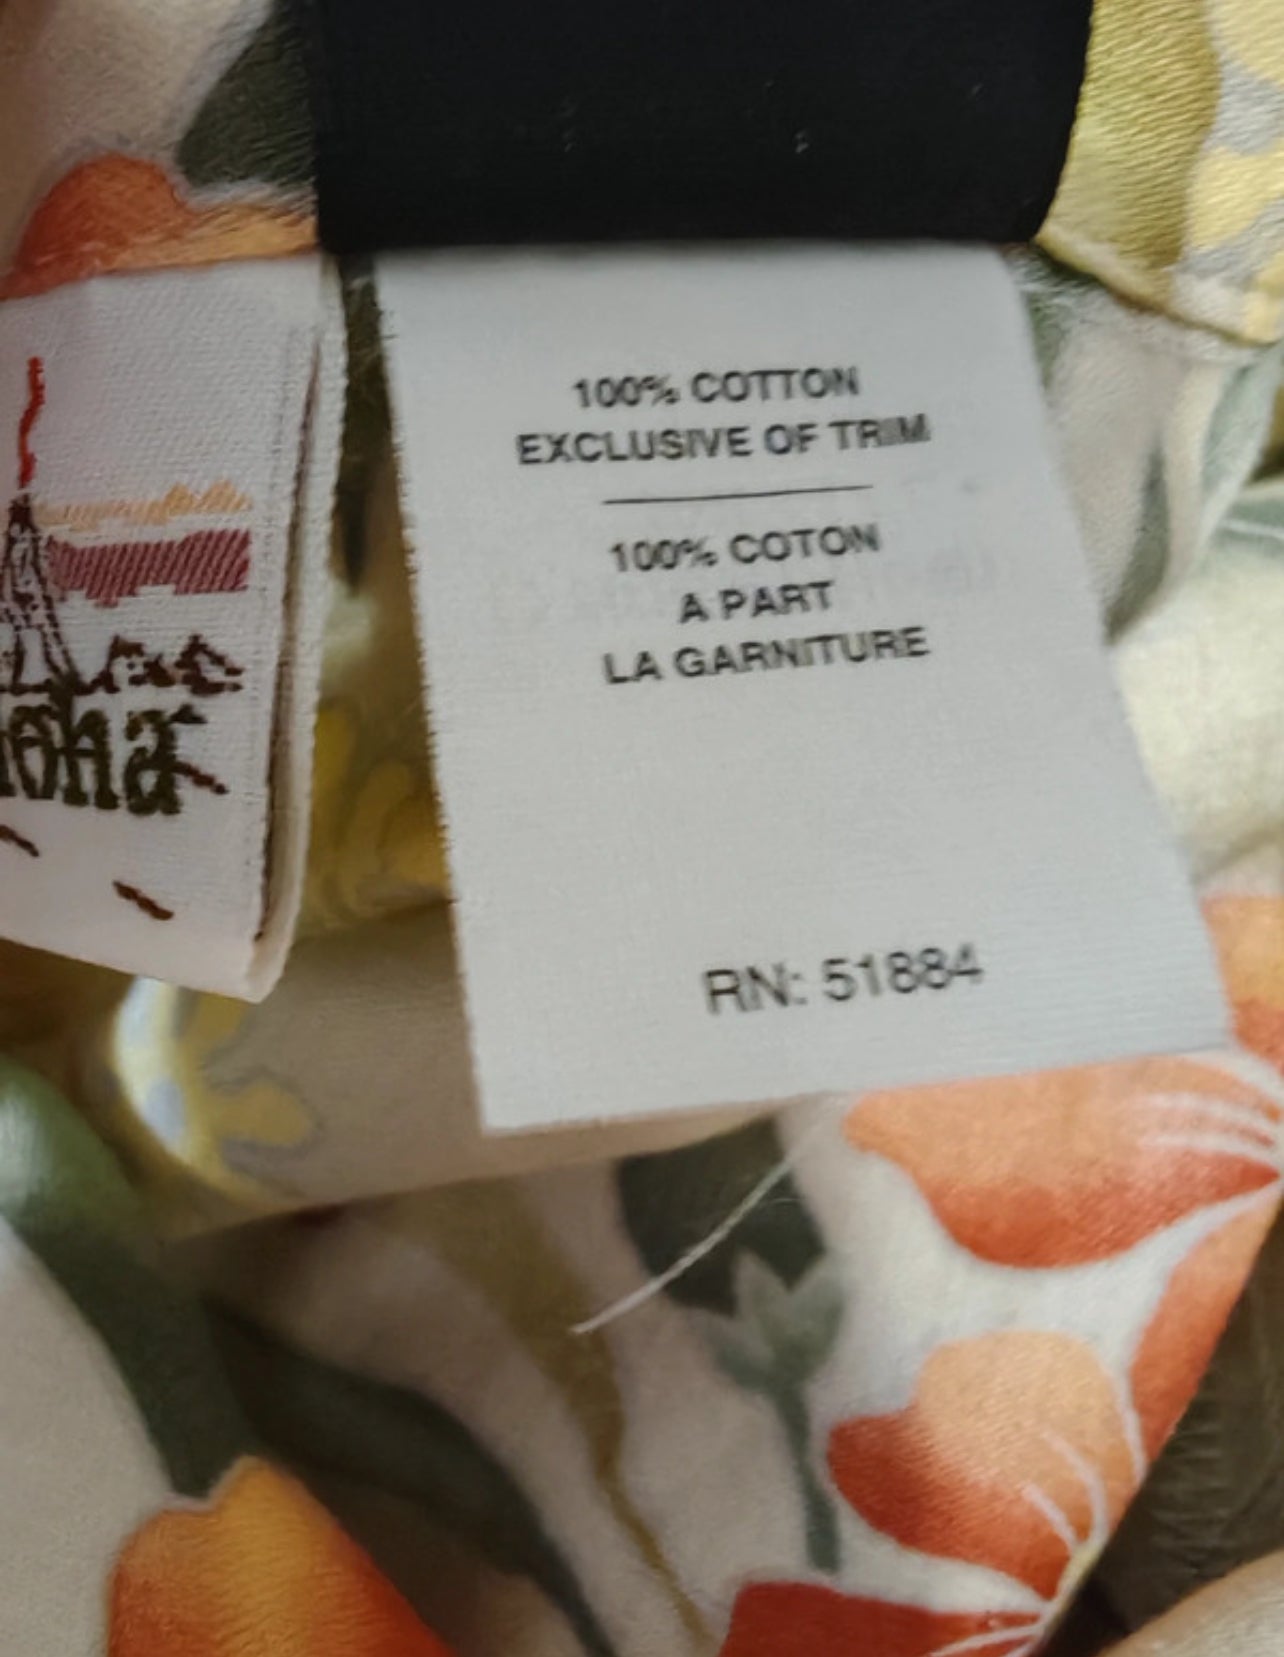 100% COTTON
EXCLUSIVE OF TRIM
100% COTON
A PART
LA GARNITURE
RN: 51884